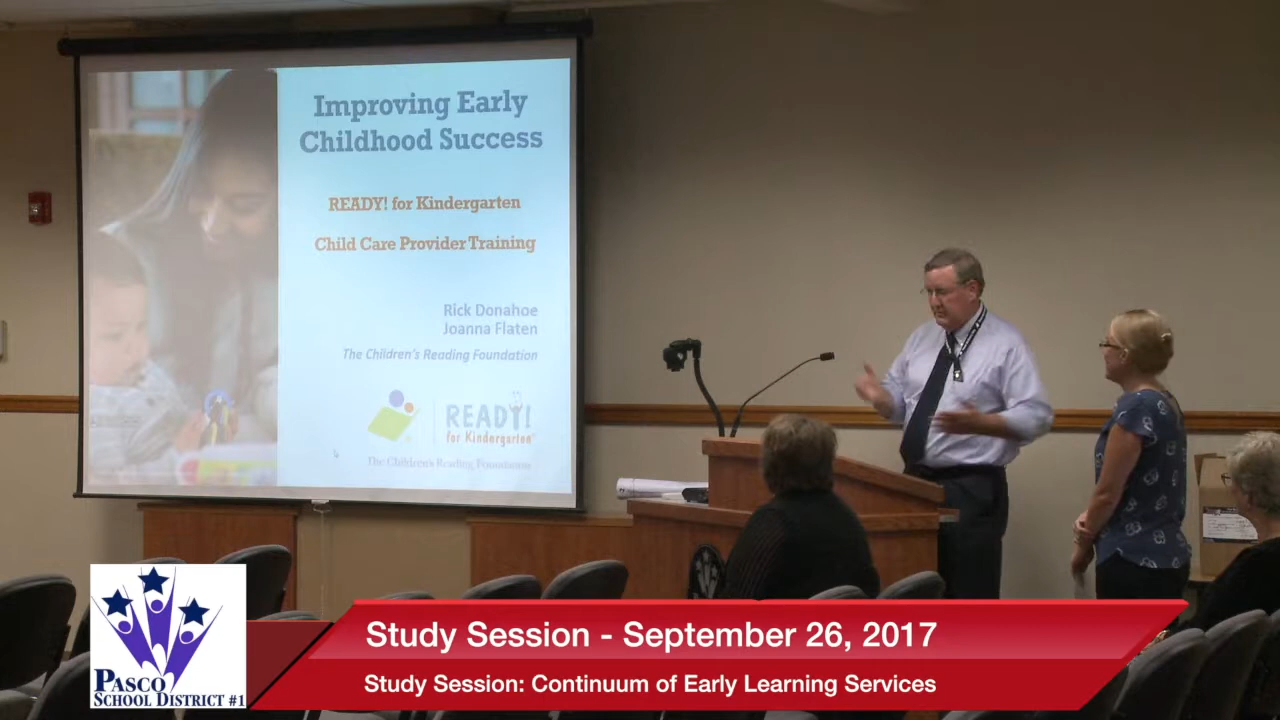 Improving Early
Childhood Success
READY! for Kindergarten
Child Care Provider Training
Rick Donahoe
Joanna Flaten
The Children's Reading Foundation
READY!
for Kindergarten
The Children's Reading Foundation
PASCO
SCHOOL DISTRICT #1
Study Session - September 26, 2017
Study Session: Continuum of Early Learning Services